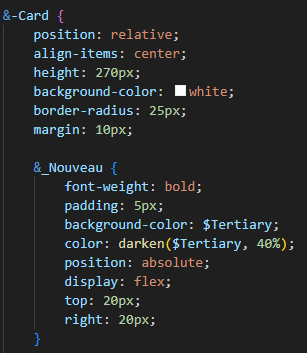 &-Card {
position: relative;
align-items: center;
height: 270px;
background-color: white;
border-radius: 25px;
margin: 10px;
&_Nouveau {
font-weight: bold;
padding: 5px;
background-color: $Tertiary;
color: darken($Tertiary, 40%);
position: absolute;
display: flex;
top: 20px;
right: 20px;
}